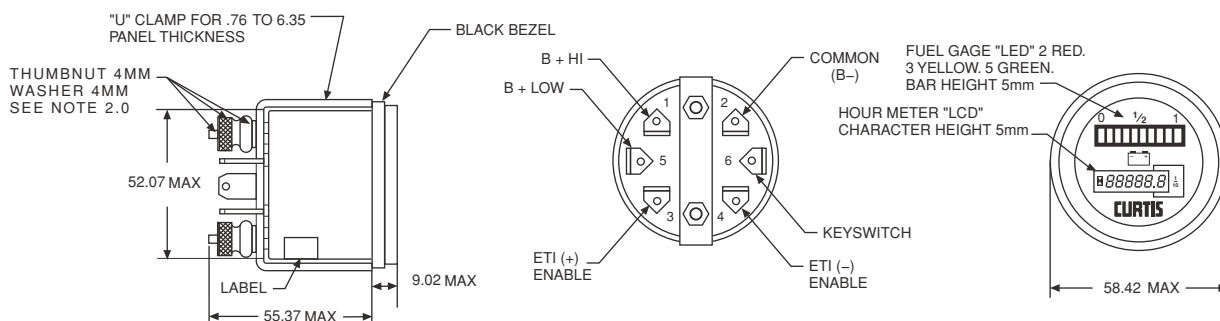 "U" CLAMP FOR .76 TO 6.35
PANEL THICKNESS
BLACK BEZEL
THUMBNUT 4MM
WASHER 4MM
SEE NOTE 2.0
52.07 MAX
LABEL
9.02 MAX
55.37 MAX
B + HI
B + LOW
COMMON
(B–)
1
2
5
6
3
4
KEYSWITCH
ETI (+)
ENABLE
ETI (–)
ENABLE
FUEL GAGE "LED" 2 RED.
3 YELLOW. 5 GREEN.
BAR HEIGHT 5mm
HOUR METER "LCD"
CHARACTER HEIGHT 5mm
0 1/2 1
88888.8
1/10
CURTIS
58.42 MAX